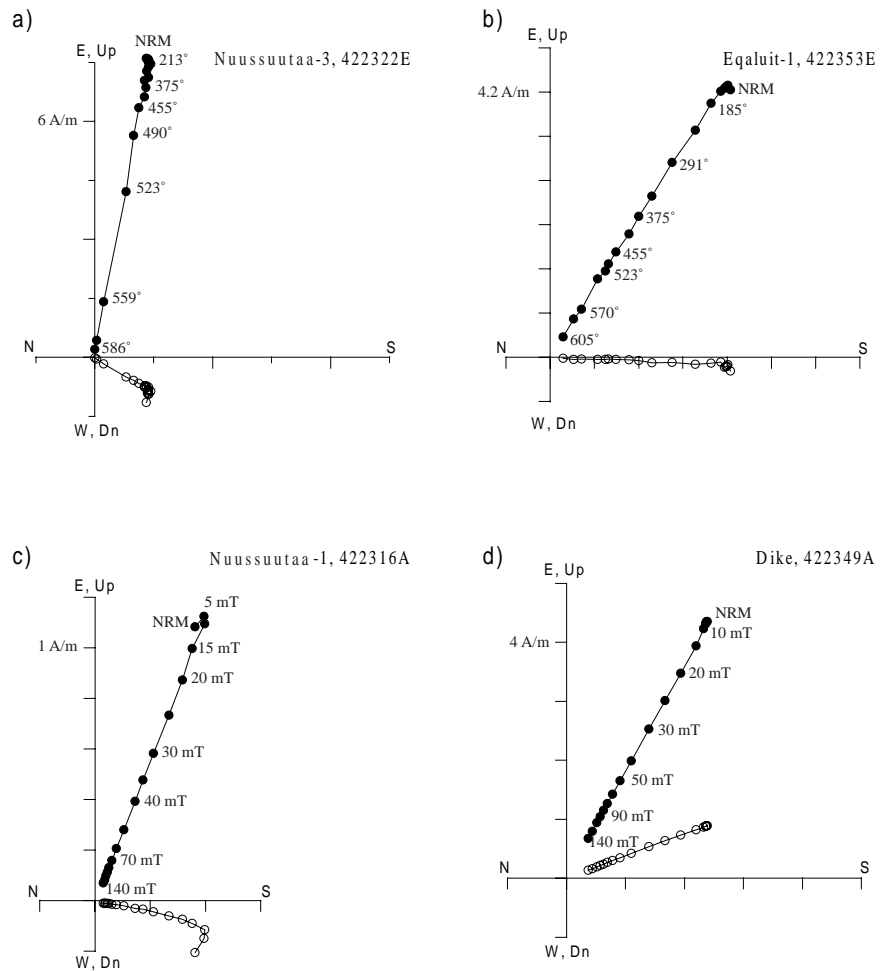 a)
E, Up
NRM
213°
Nuussuutaa-3, 422322E
375°
455°
6 A/m
490°
523°
559°
586°
N
S
W, Dn
b)
E, Up
Eqaluit-1, 422353E
4.2 A/m
NRM
185°
291°
375°
455°
523°
570°
605°
N
S
W, Dn
c)
Nuussuutaa-1, 422316A
E, Up
5 mT
NRM
1 A/m
15 mT
20 mT
30 mT
40 mT
70 mT
140 mT
N
S
W, Dn
d)
Dike, 422349A
E, Up
NRM
10 mT
4 A/m
20 mT
30 mT
50 mT
90 mT
140 mT
N
S
W, Dn